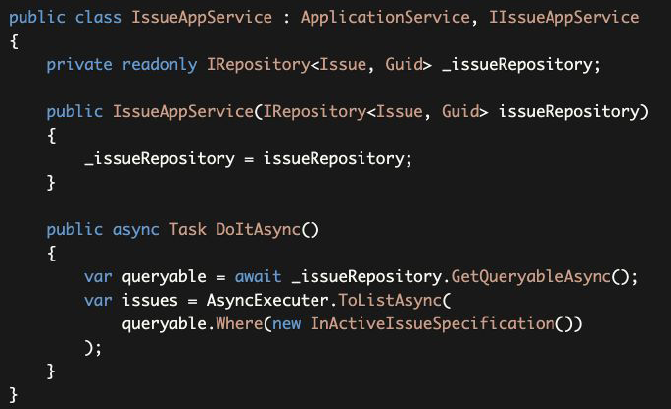 public class IssueAppService : ApplicationService, IIssueAppService
{
    private readonly IRepository<Issue, Guid> _issueRepository;

    public IssueAppService(IRepository<Issue, Guid> issueRepository)
    {
        _issueRepository = issueRepository;
    }

    public async Task DoItAsync()
    {
        var queryable = await _issueRepository.GetQueryableAsync();
        var issues = AsyncExecuter.ToListAsync(
            queryable.Where(new InActiveIssueSpecification())
        );
    }
}